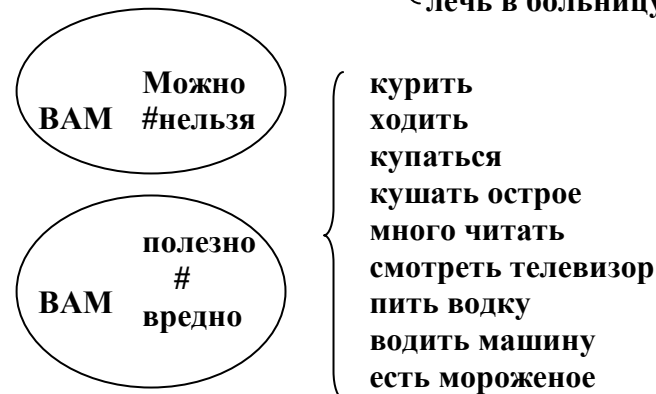 <лечь в больницу
Можно
ВАМ #нельзя
полезно
#
ВАМ
вредно
курить
ходить
купаться
кушать острое
много читать
смотреть телевизор
пить водку
водить машину
есть мороженое